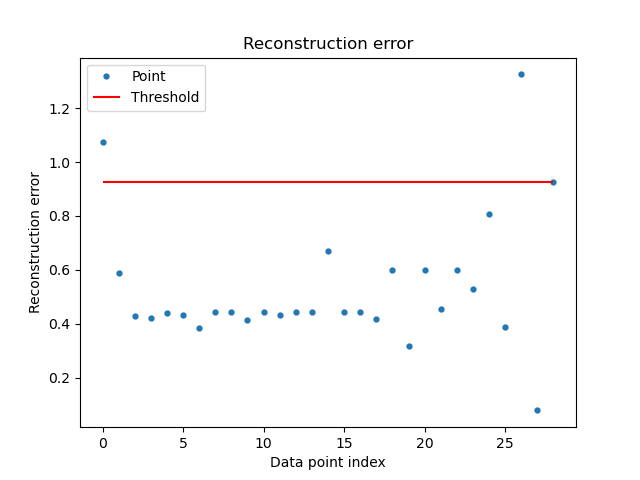 Reconstruction error
Point
Threshold
Reconstruction error
1.2
1.0
0.8
0.6
0.4
0.2
0 5 10 15 20 25
Data point index